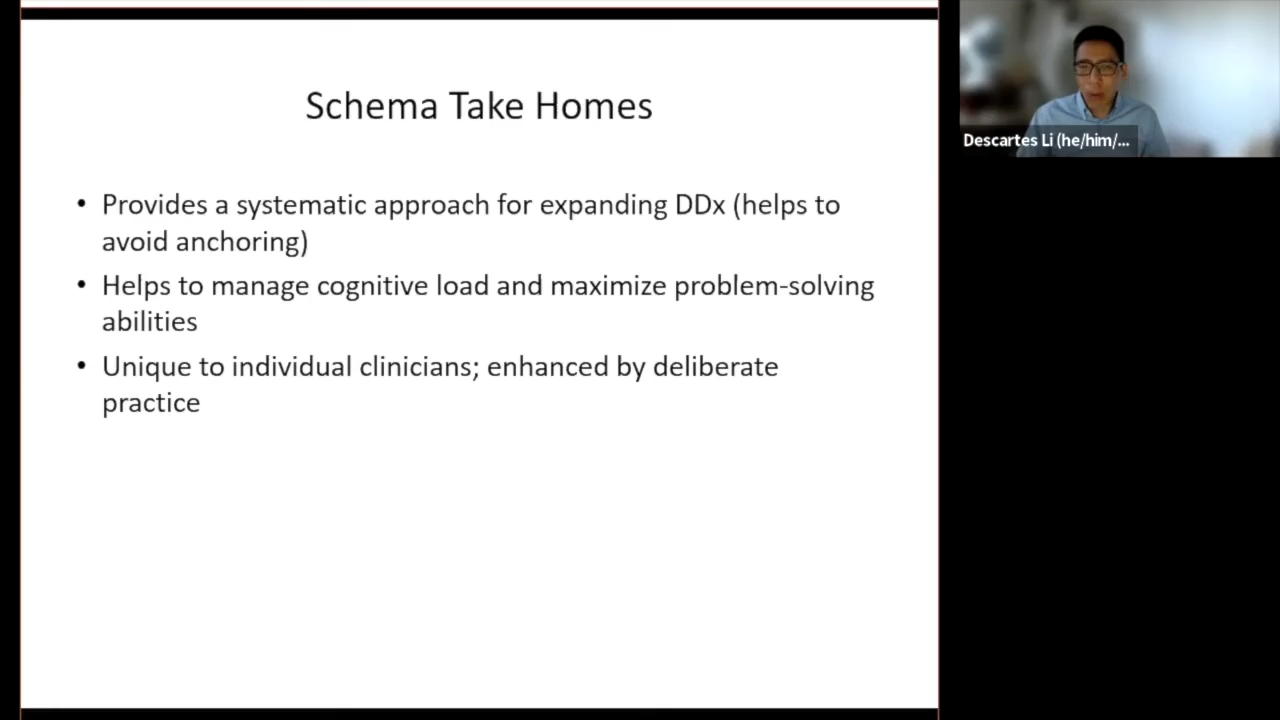 Schema Take Homes
• Provides a systematic approach for expanding DDx (helps to
avoid anchoring)
• Helps to manage cognitive load and maximize problem-solving
abilities
• Unique to individual clinicians; enhanced by deliberate
practice
Descartes Li (he/him/...